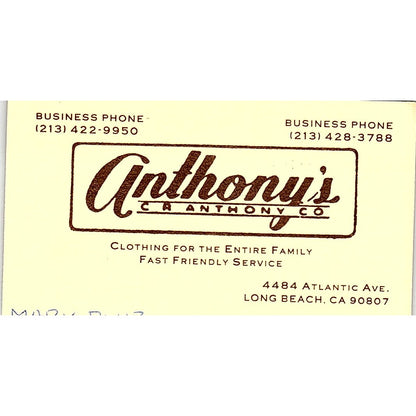 BUSINESS PHONE
(213) 422-9950
BUSINESS PHONE
(213) 428-3788
Anthony's
C R ANTHONY CO
CLOTHING FOR THE ENTIRE FAMILY
FAST FRIENDLY SERVICE
4484 ATLANTIC AVE.
LONG BEACH, CA 90807